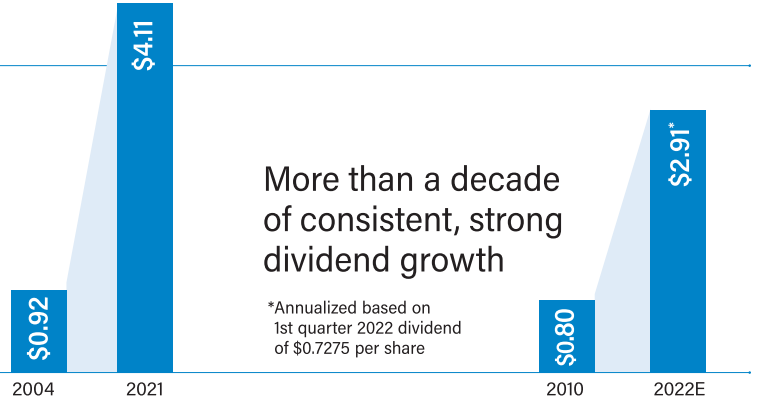 $4.11
$0.92
2004
2021
More than a decade
of consistent, strong
dividend growth
*Annualized based on
1st quarter 2022 dividend
of $0.7275 per share
$2.91*
$0.80
2010
2022E